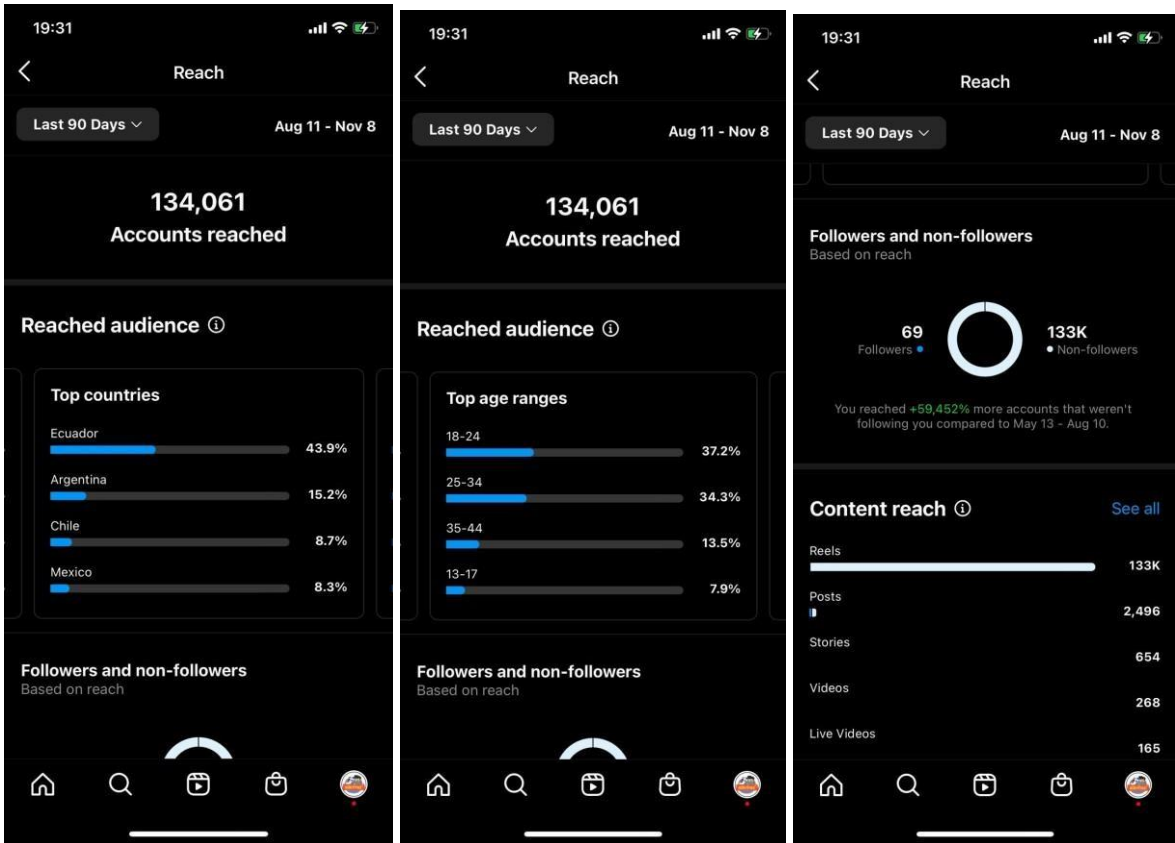 19:31
Reach
Last 90 Days
Aug 11 - Nov 8
134,061
Accounts reached
Reached audience
Top countries
Ecuador
43.9%
Argentina
15.2%
Chile
8.7%
Mexico
8.3%
Followers and non-followers
Based on reach
19:31
Reach
Last 90 Days
Aug 11 - Nov 8
134,061
Accounts reached
Reached audience
Top age ranges
18-24
37.2%
25-34
34.3%
35-44
13.5%
13-17
7.9%
Followers and non-followers
Based on reach
19:31
Reach
Last 90 Days
Aug 11 - Nov 8
Followers and non-followers
Based on reach
69
Followers
133K
Non-followers
You reached +59,452% more accounts that weren't
following you compared to May 13 - Aug 10.
Content reach
See all
Reels
133K
Posts
2,496
Stories
654
Videos
268
Live Videos
165